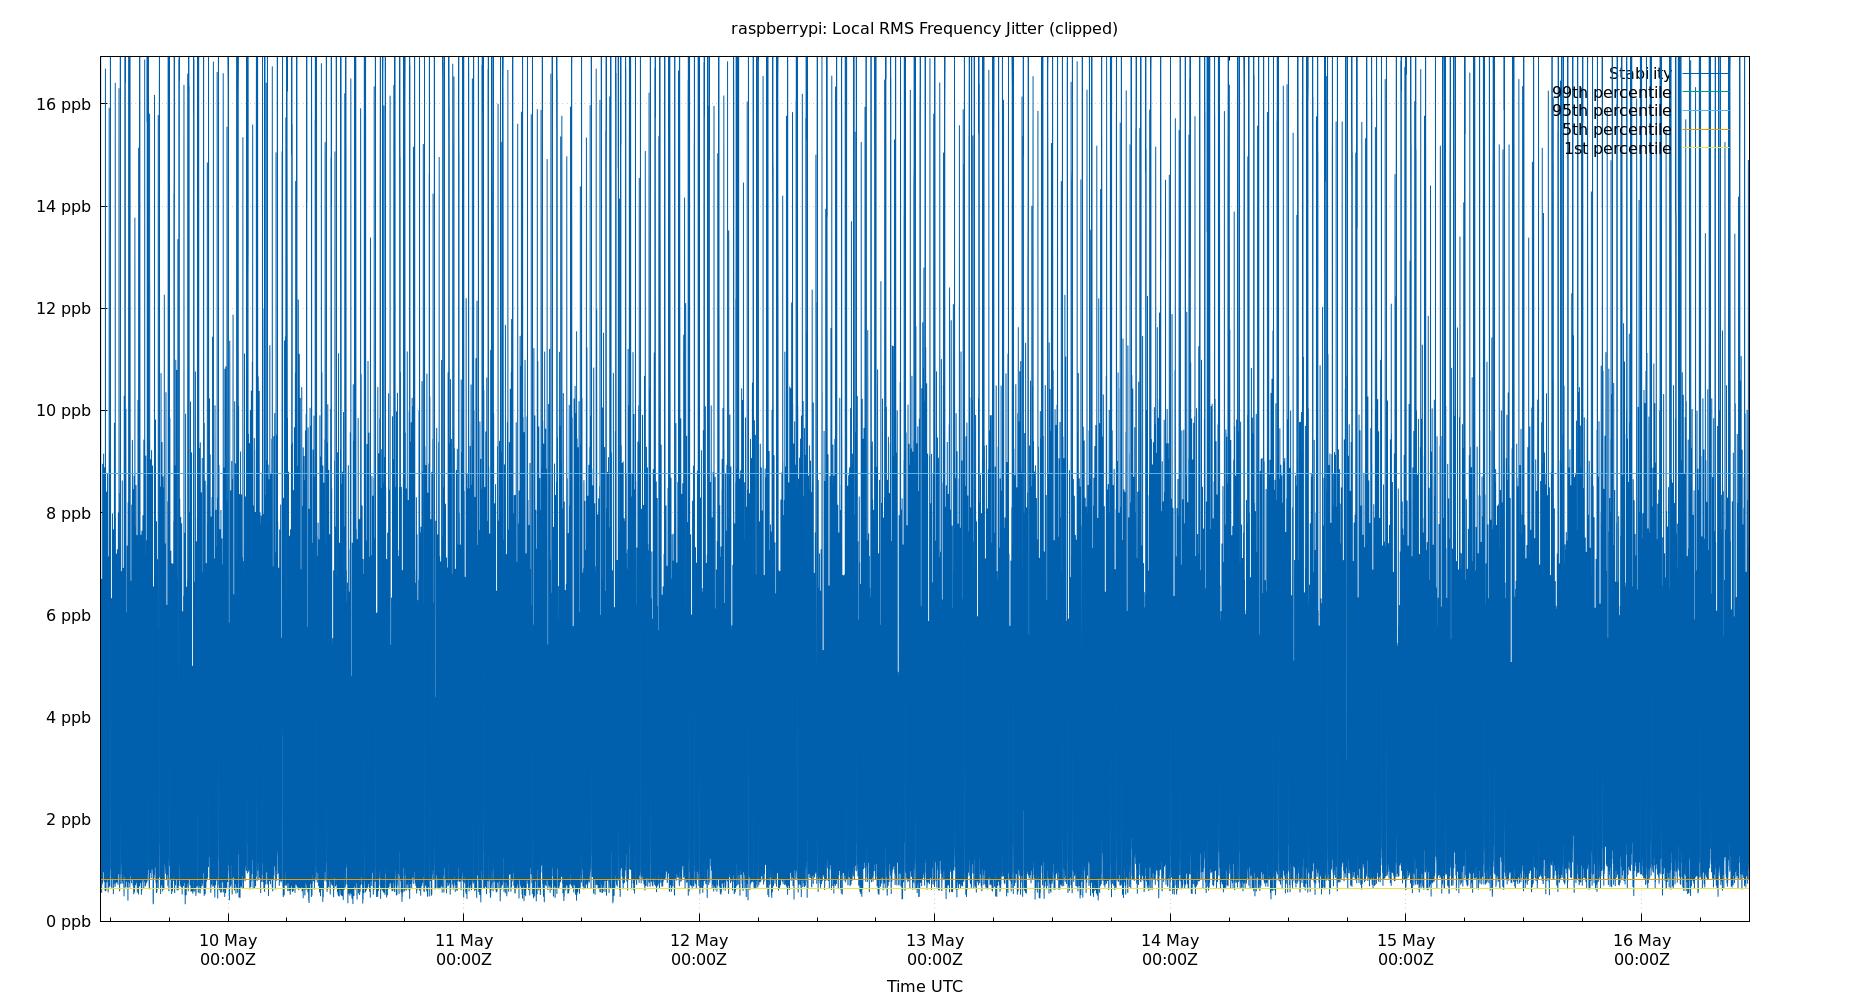 raspberrypi: Local RMS Frequency Jitter (clipped)
Stability
99th percentile
95th percentile
5th percentile
1st percentile
16 ppb
14 ppb
12 ppb
10 ppb
8 ppb
6 ppb
4 ppb
2 ppb
0 ppb
10 May 11 May 12 May 13 May 14 May 15 May 16 May
00:00Z 00:00Z 00:00Z 00:00Z 00:00Z 00:00Z 00:00Z
Time UTC